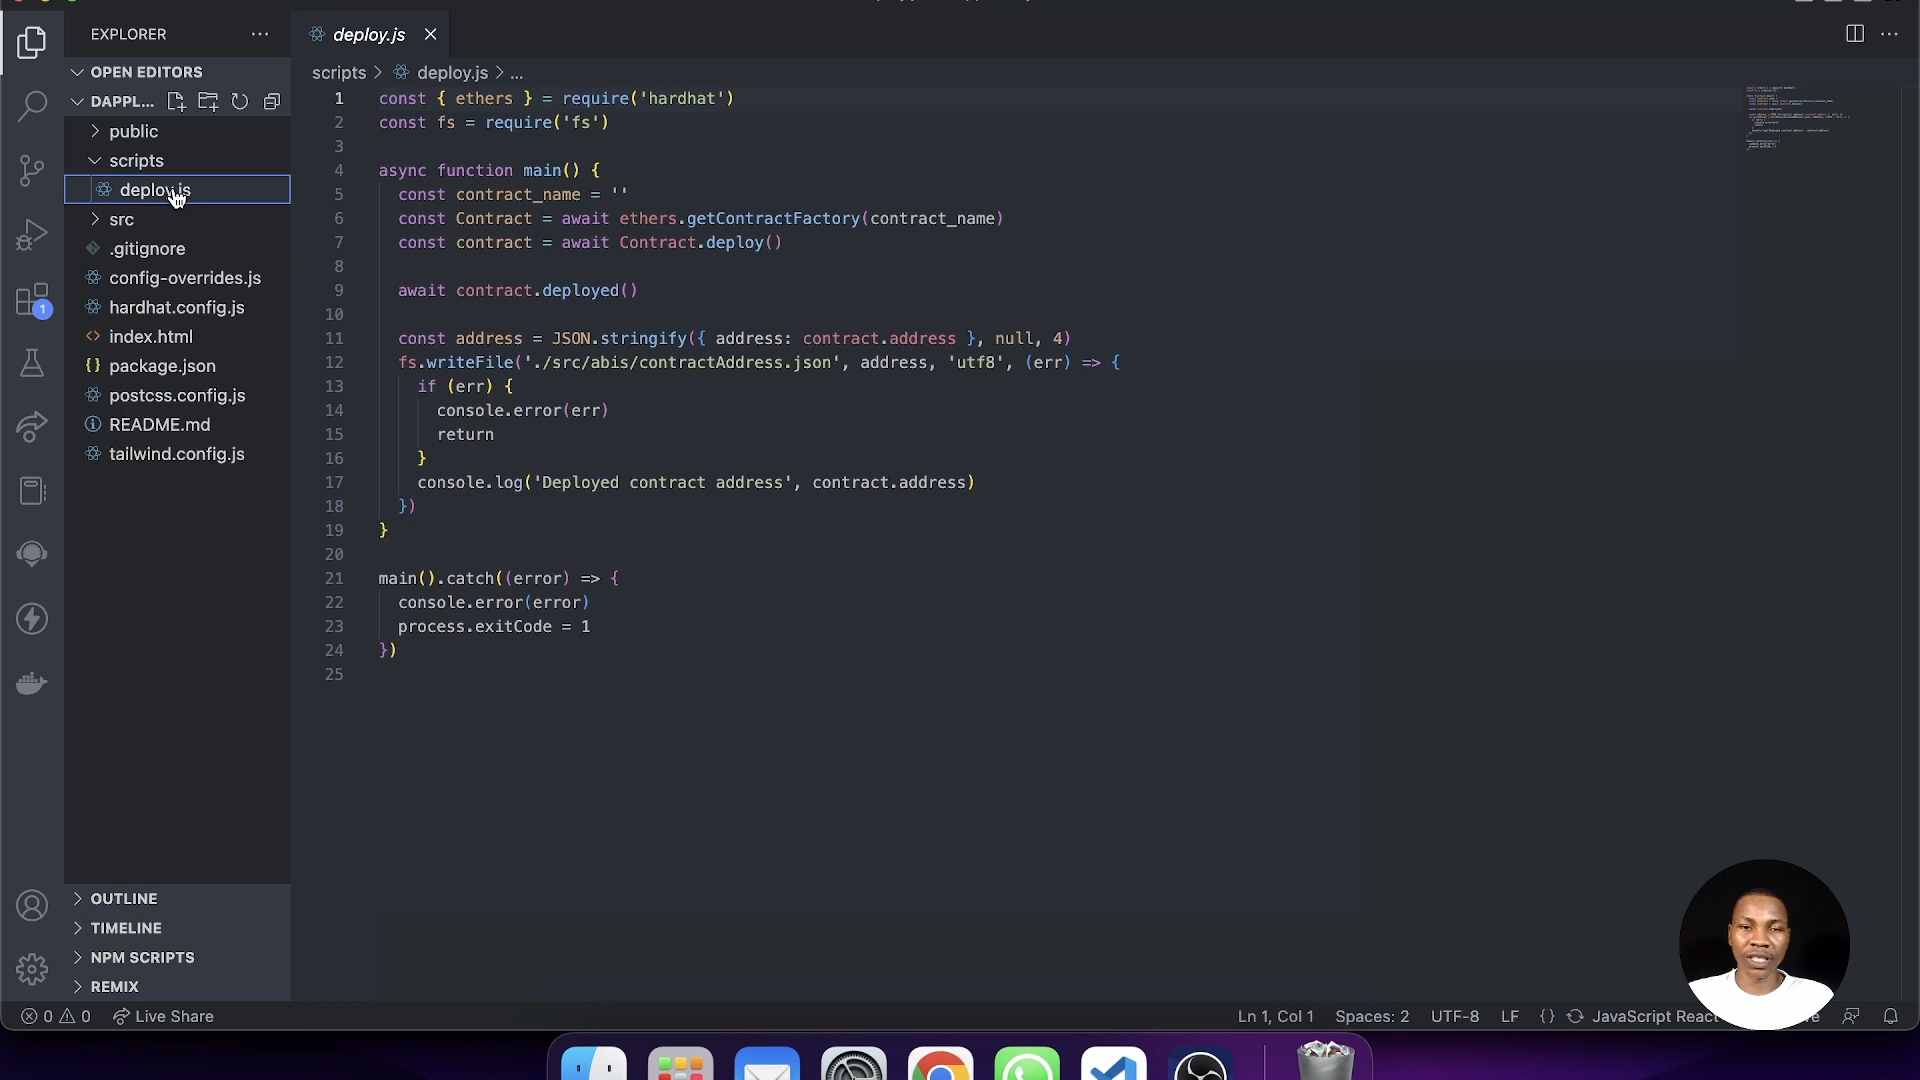 EXPLORER
OPEN EDITORS
DAPPL...
public
scripts
deploy.js
src
.gitignore
config-overrides.js
hardhat.config.js
index.html
package.json
postcss.config.js
README.md
tailwind.config.js
OUTLINE
TIMELINE
NPM SCRIPTS
REMIX
1
deploy.js
scripts > deploy.js > ...
1 const { ethers } = require('hardhat')
2 const fs = require('fs')
3
4 async function main() {
5 const contract_name = ''
6 const Contract = await ethers.getContractFactory(contract_name)
7 const contract = await Contract.deploy()
8
9 await contract.deployed()
10
11 const address = JSON.stringify({ address: contract.address }, null, 4)
12 fs.writeFile('./src/abis/contractAddress.json', address, 'utf8', (err) => {
13 if (err) {
14 console.error(err)
15 return
16 }
17 console.log('Deployed contract address', contract.address)
18 })
19 }
20
21 main().catch((error) => {
22 console.error(error)
23 process.exitCode = 1
24 })
25
0 0 Live Share
Ln 1, Col 1 Spaces: 2 UTF-8 LF {} JavaScript React